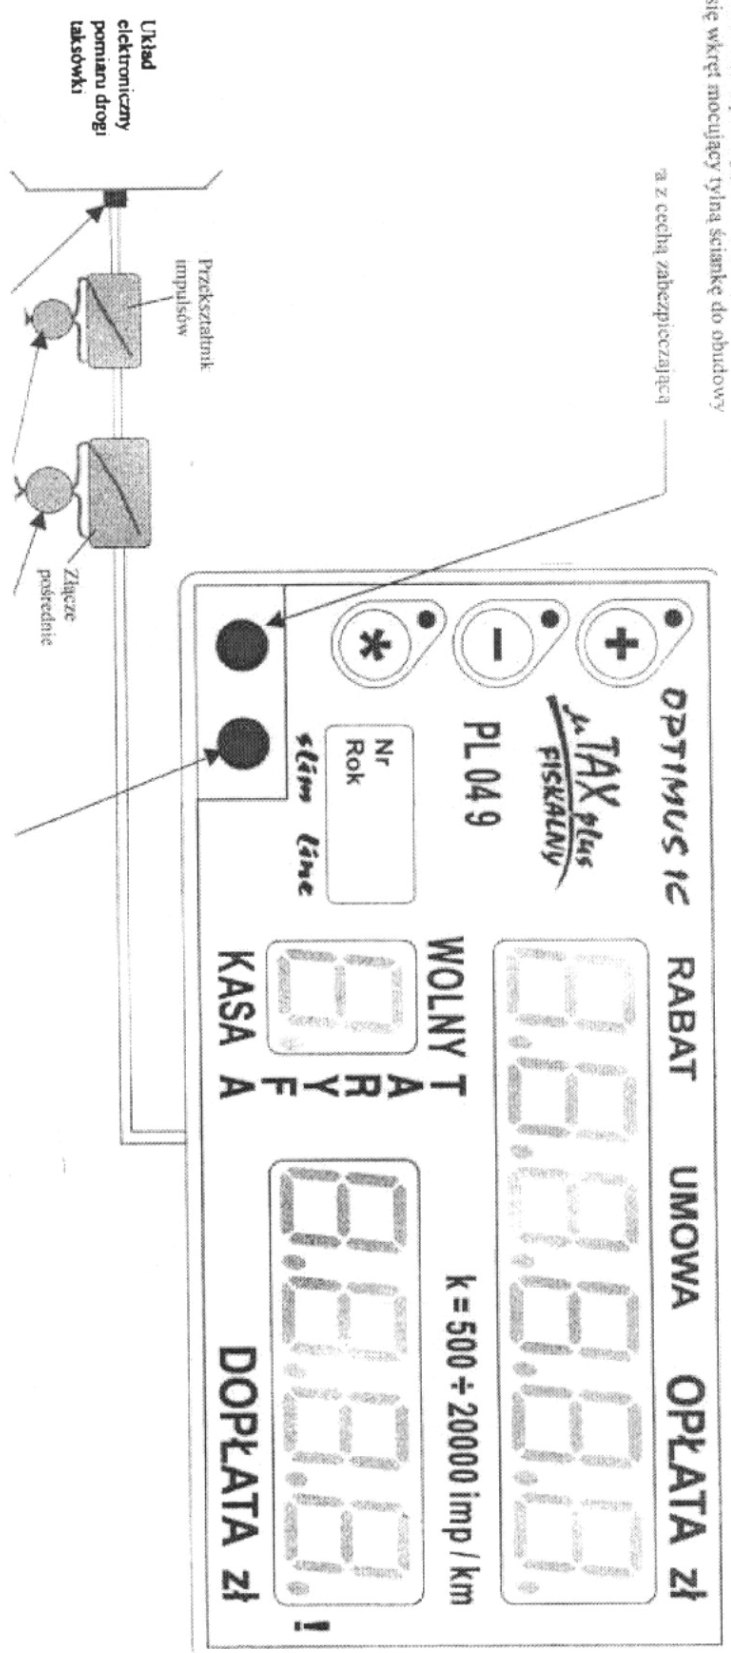 się wkręt mocujący tylną ściankę do obudowy
a z cechą zabezpieczającą
Układ
elektroniczny
pomiaru drogi
taksówki
Przekształtnik
impulsów
Złącze
pośrednie
OPTIMUS IC
RABAT
UMOWA
OPŁATA zł
+
-
*
µTAX plus
FISKALNY
PL 04 9
Nr
Rok
slim line
WOLNY
TARYFA
KASA
k = 500 ÷ 20000 imp / km
DOPŁATA zł
!